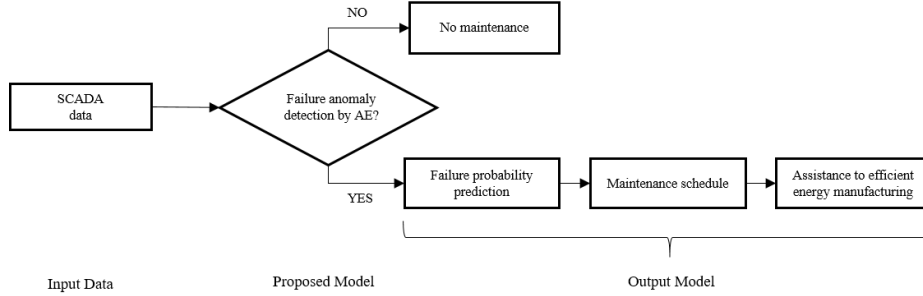 NO
No maintenance
SCADA
data
Failure anomaly
detection by AE?
YES
Failure probability
prediction
Maintenance schedule
Assistance to efficient
energy manufacturing
Input Data
Proposed Model
Output Model